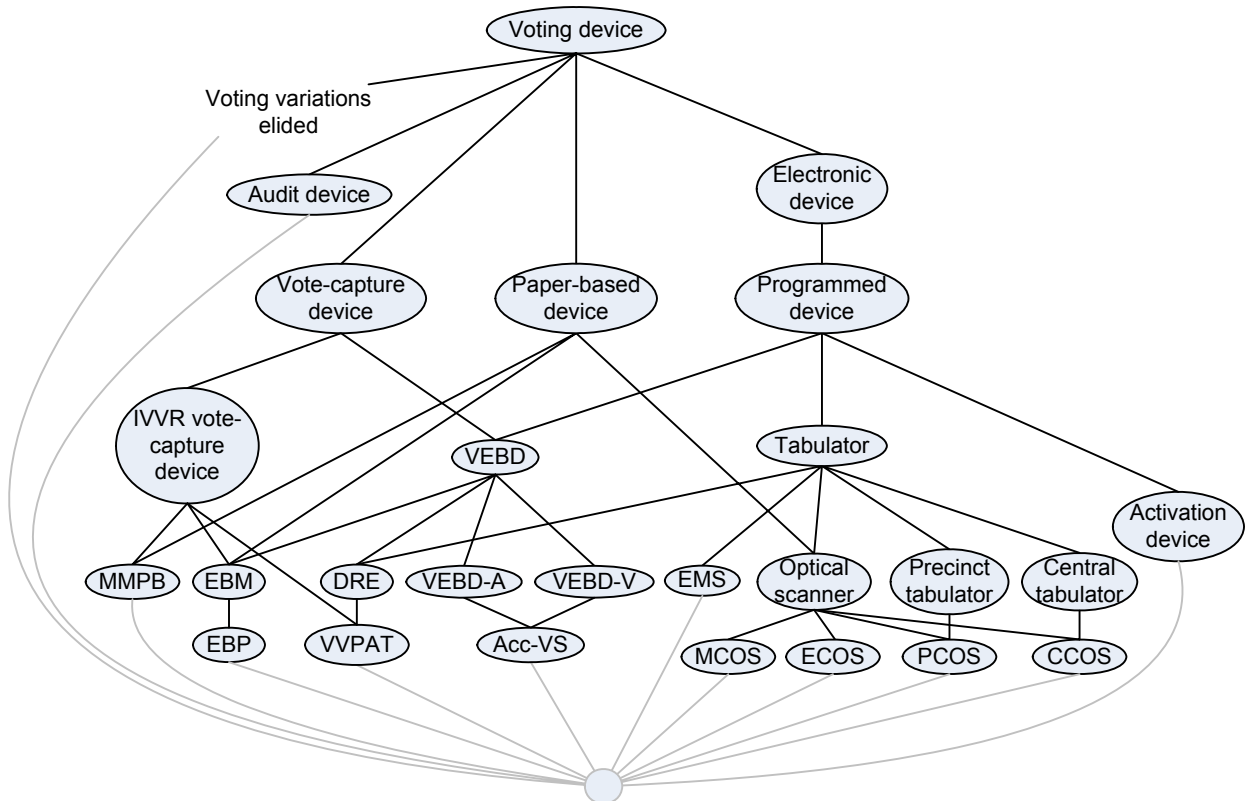 Voting device
Voting variations
elided
Audit device
Electronic
device
Vote-capture
device
Paper-based
device
Programmed
device
IVVR vote-
capture
device
VEBD
Tabulator
Activation
device
MMPB
EBM
DRE
VEBD-A
VEBD-V
EMS
Optical
scanner
Precinct
tabulator
Central
tabulator
EBP
VVPAT
Acc-VS
MCOS
ECOS
PCOS
CCOS